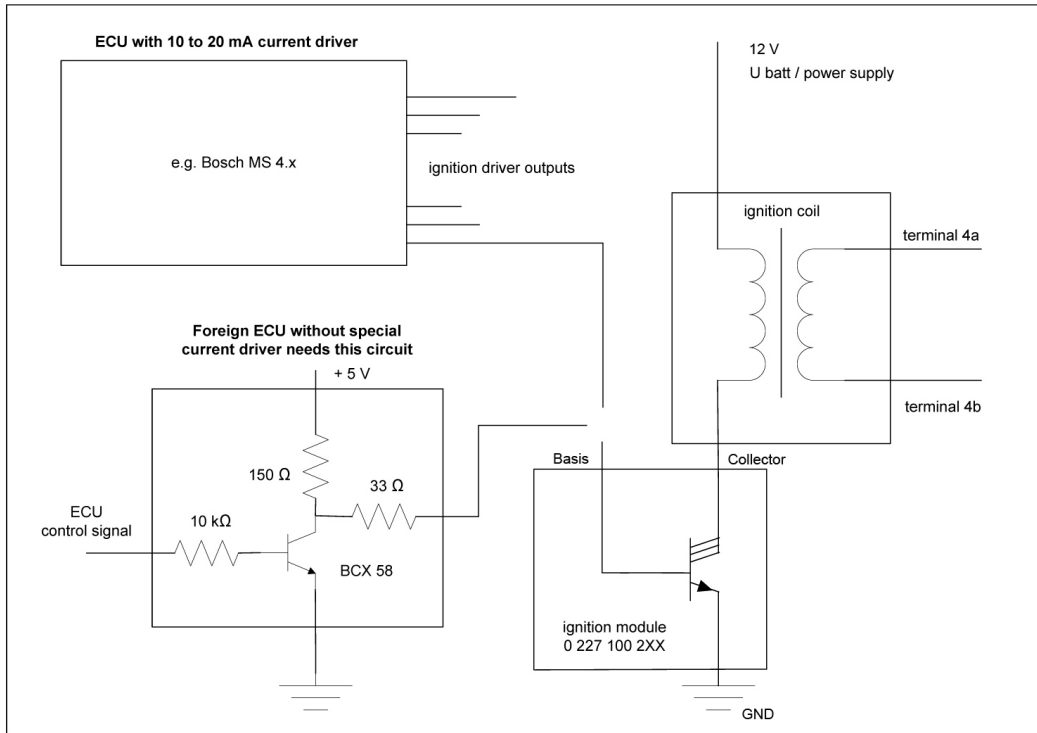 ECU with 10 to 20 mA current driver
e.g. Bosch MS 4.x
ignition driver outputs
12 V
U batt / power supply
ignition coil
terminal 4a
terminal 4b
Foreign ECU without special
current driver needs this circuit
+ 5 V
150 Ω
33 Ω
ECU
control signal
10 kΩ
BCX 58
Basis
Collector
ignition module
0 227 100 2XX
GND